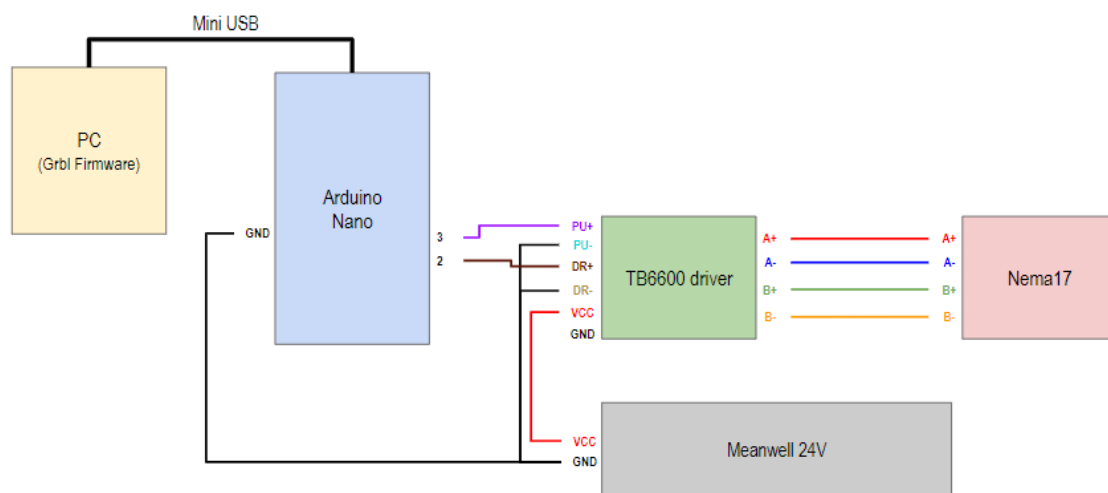 Mini USB
PC
(Grbl Firmware)
Arduino
Nano
GND
3
2
PU+
PU-
DR+
DR-
VCC
GND
TB6600 driver
A+
A-
B+
B-
A+
A-
B+
B-
Nema17
VCC
GND
Meanwell 24V